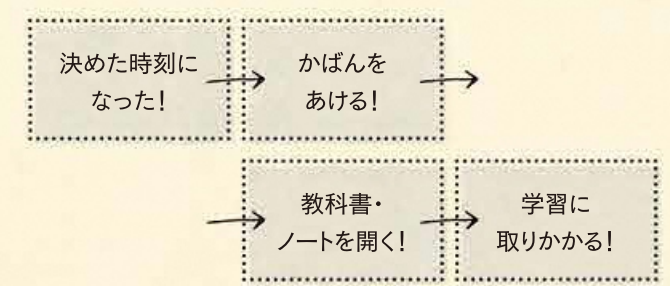 決めた時刻に
なった!
かばんを
あける!
教科書・
ノートを開く!
学習に
取りかかる!